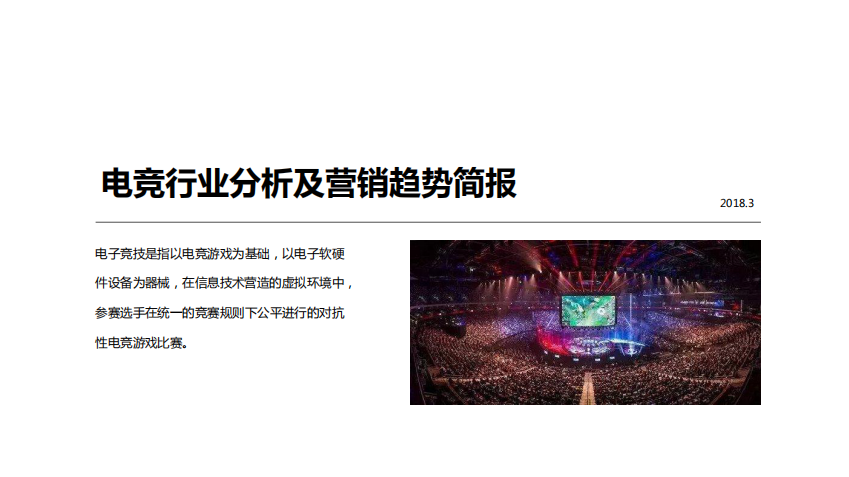 电竞行业分析及营销趋势简报
2018.3
电子竞技是指以电竞游戏为基础，以电子软硬
件设备为器械，在信息技术营造的虚拟环境中，
参赛选手在统一的竞赛规则下公平进行的对抗
性电竞游戏比赛。